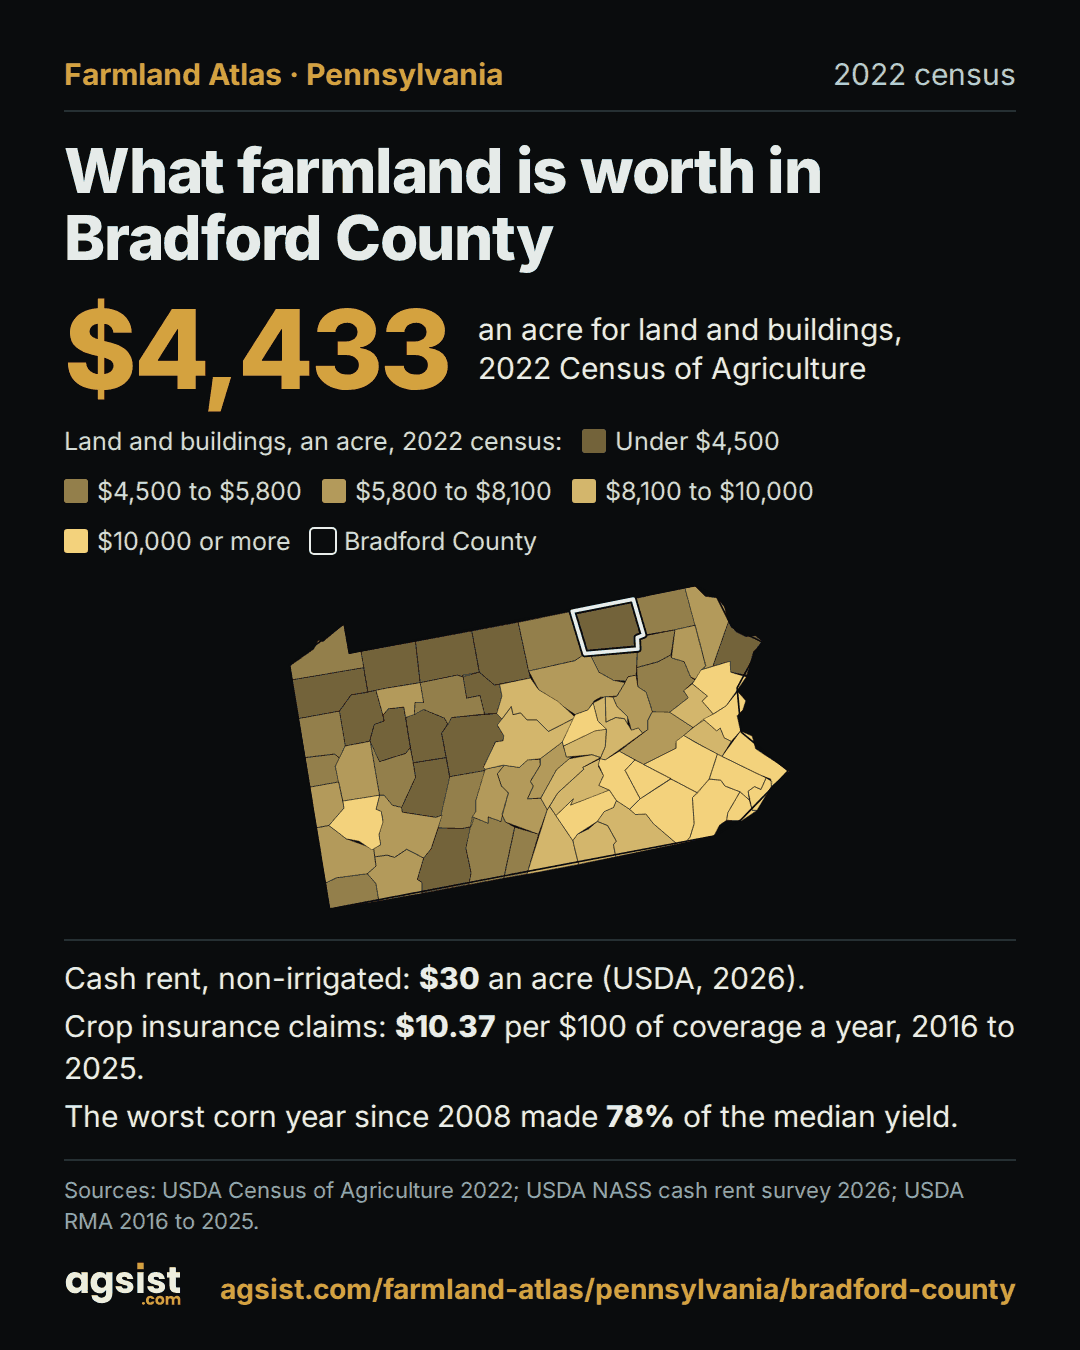 Farmland Atlas · Pennsylvania
2022 census
What farmland is worth in
Bradford County
$4,433
an acre for land and buildings,
2022 Census of Agriculture
Land and buildings, an acre, 2022 census: Under $4,500
$4,500 to $5,800 $5,800 to $8,100 $8,100 to $10,000
$10,000 or more Bradford County
Cash rent, non-irrigated: $30 an acre (USDA, 2026).
Crop insurance claims: $10.37 per $100 of coverage a year, 2016 to
2025.
The worst corn year since 2008 made 78% of the median yield.
Sources: USDA Census of Agriculture 2022; USDA NASS cash rent survey 2026; USDA
RMA 2016 to 2025.
agsist.com
agsist.com/farmland-atlas/pennsylvania/bradford-county